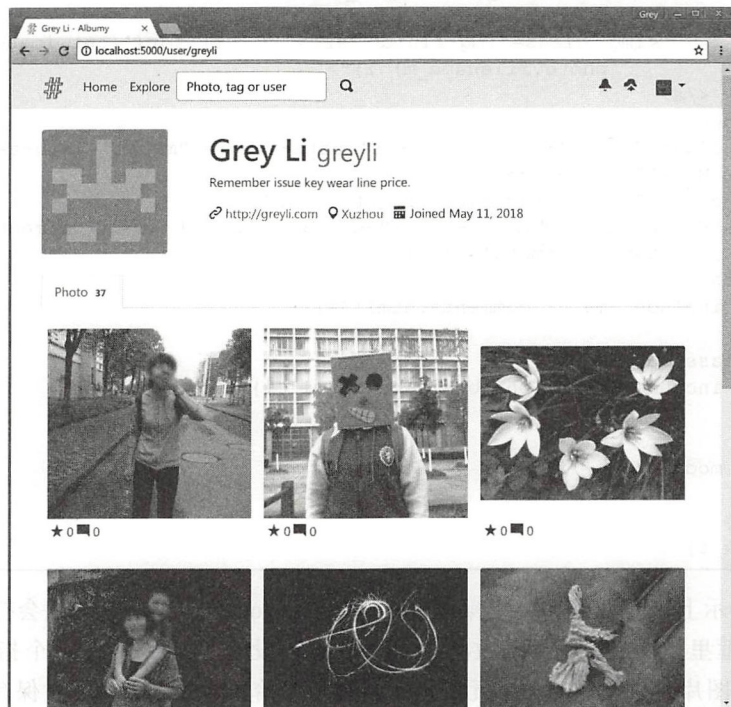 Grey Li - Albumy
Grey
localhost:5000/user/greyli
Home Explore Photo, tag or user
Grey Li greyli
Remember issue key wear line price.
http://greyli.com Xuzhou Joined May 11, 2018
Photo 37
0 0 0 0 0 0